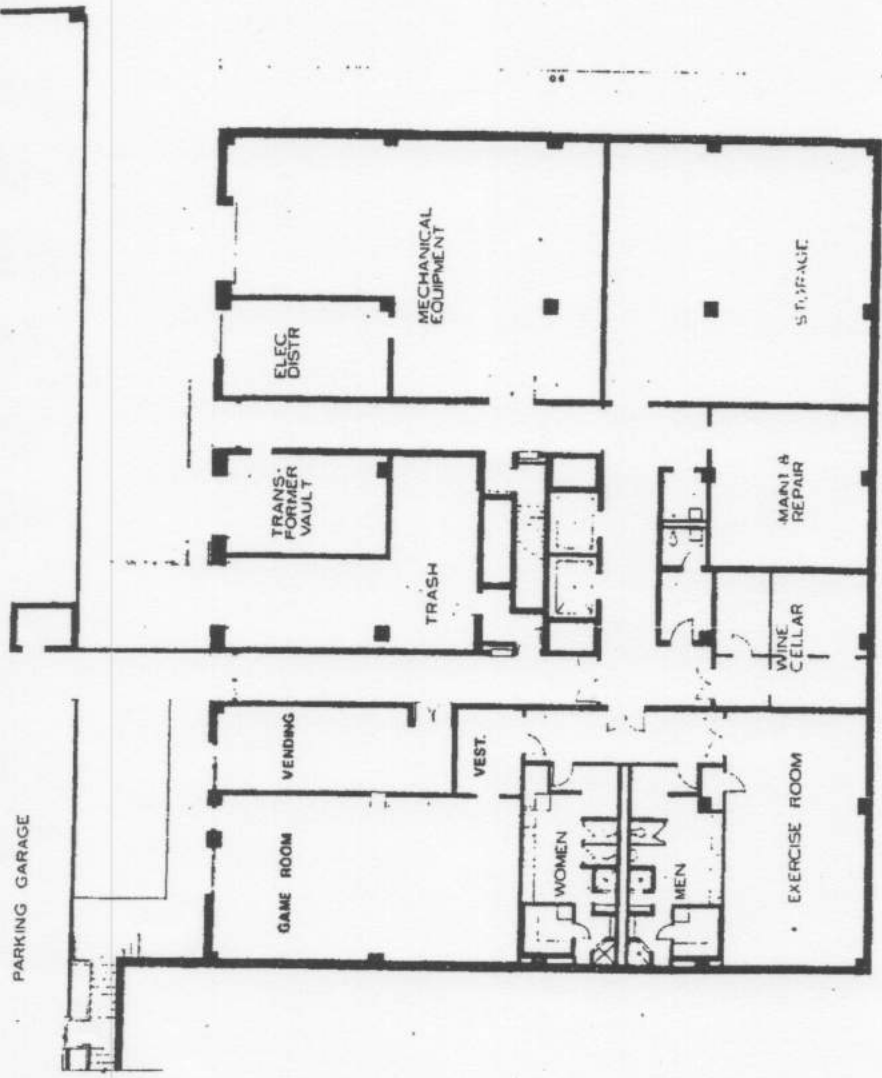 PARKING GARAGE
GAME ROOM
VENDING
VEST.
WOMEN
MEN
EXERCISE ROOM
TRASH
TRANS-
FORMER
VAULT
WINE
CELLAR
ELEC
DISTR
MECHANICAL
EQUIPMENT
MAINT &
REPAIR
STORAGE